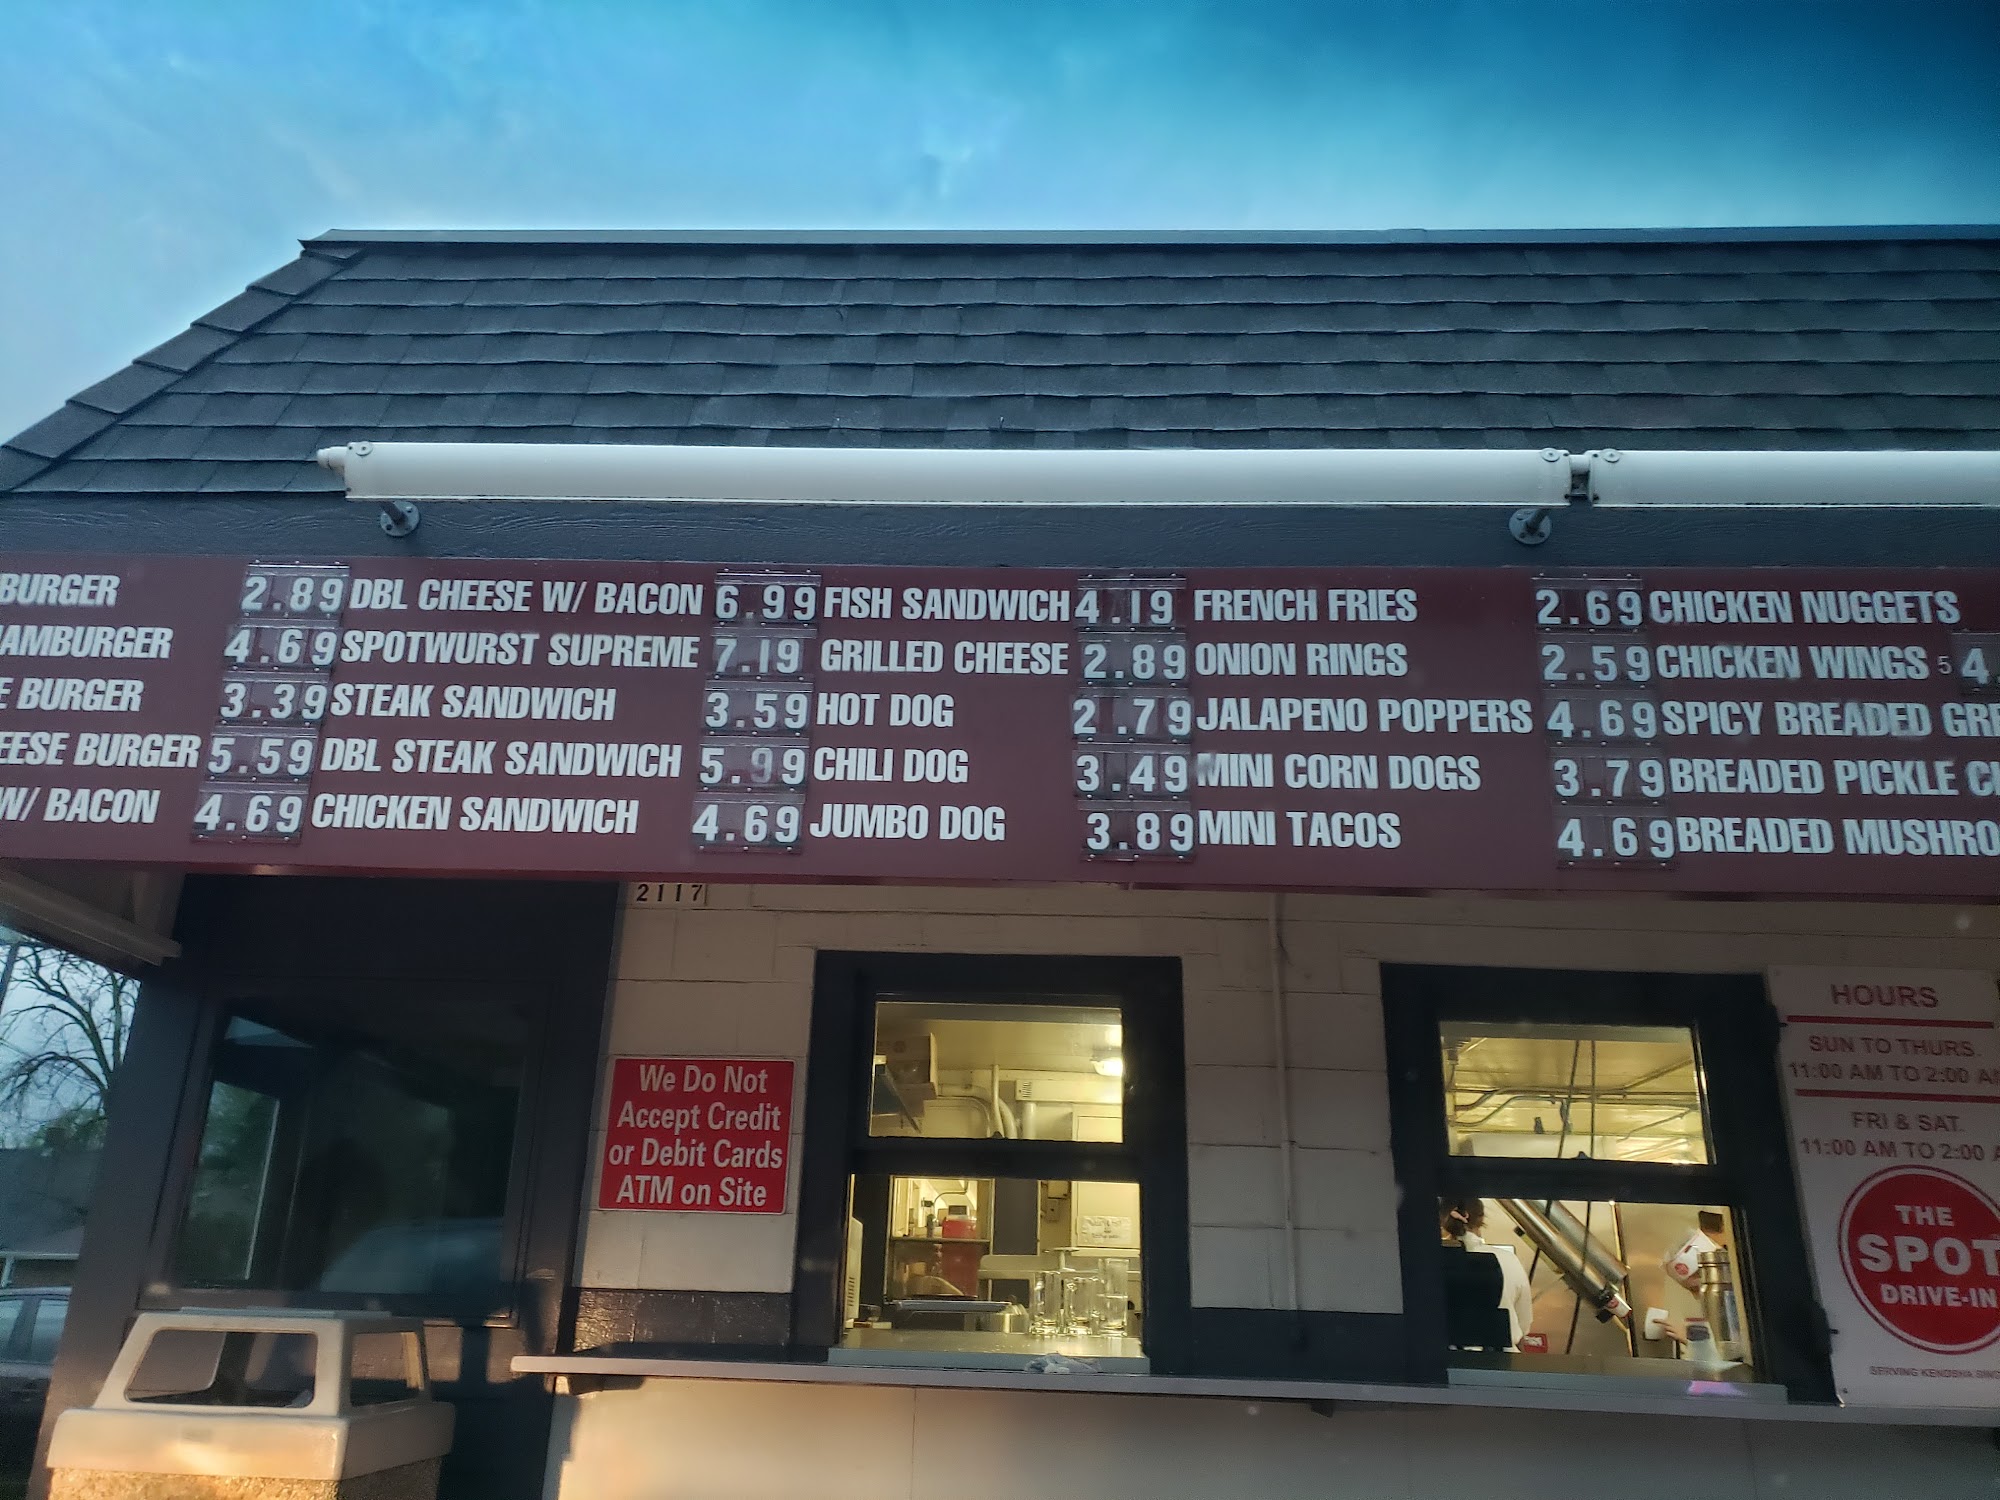 BURGER 2.89 DBL CHEESE W/ BACON 6.99 FISH SANDWICH 4.19 FRENCH FRIES 2.69 CHICKEN NUGGETS
AMBURGER 4.69 SPOTWURST SUPREME 7.19 GRILLED CHEESE 2.89 ONION RINGS 2.59 CHICKEN WINGS 5 4.
E BURGER 3.39 STEAK SANDWICH 3.59 HOT DOG 2.79 JALAPENO POPPERS 4.69 SPICY BREADED GRE
EESE BURGER 5.59 DBL STEAK SANDWICH 5.99 CHILI DOG 3.49 MINI CORN DOGS 3.79 BREADED PICKLE C
W/ BACON 4.69 CHICKEN SANDWICH 4.69 JUMBO DOG 3.89 MINI TACOS 4.69 BREADED MUSHRO
2117
We Do Not
Accept Credit
or Debit Cards
ATM on Site
HOURS
SUN TO THURS.
11:00 AM TO 2:00 A
FRI & SAT.
11:00 AM TO 2:00
THE
SPOT
DRIVE-IN
SERVING KENOSHA